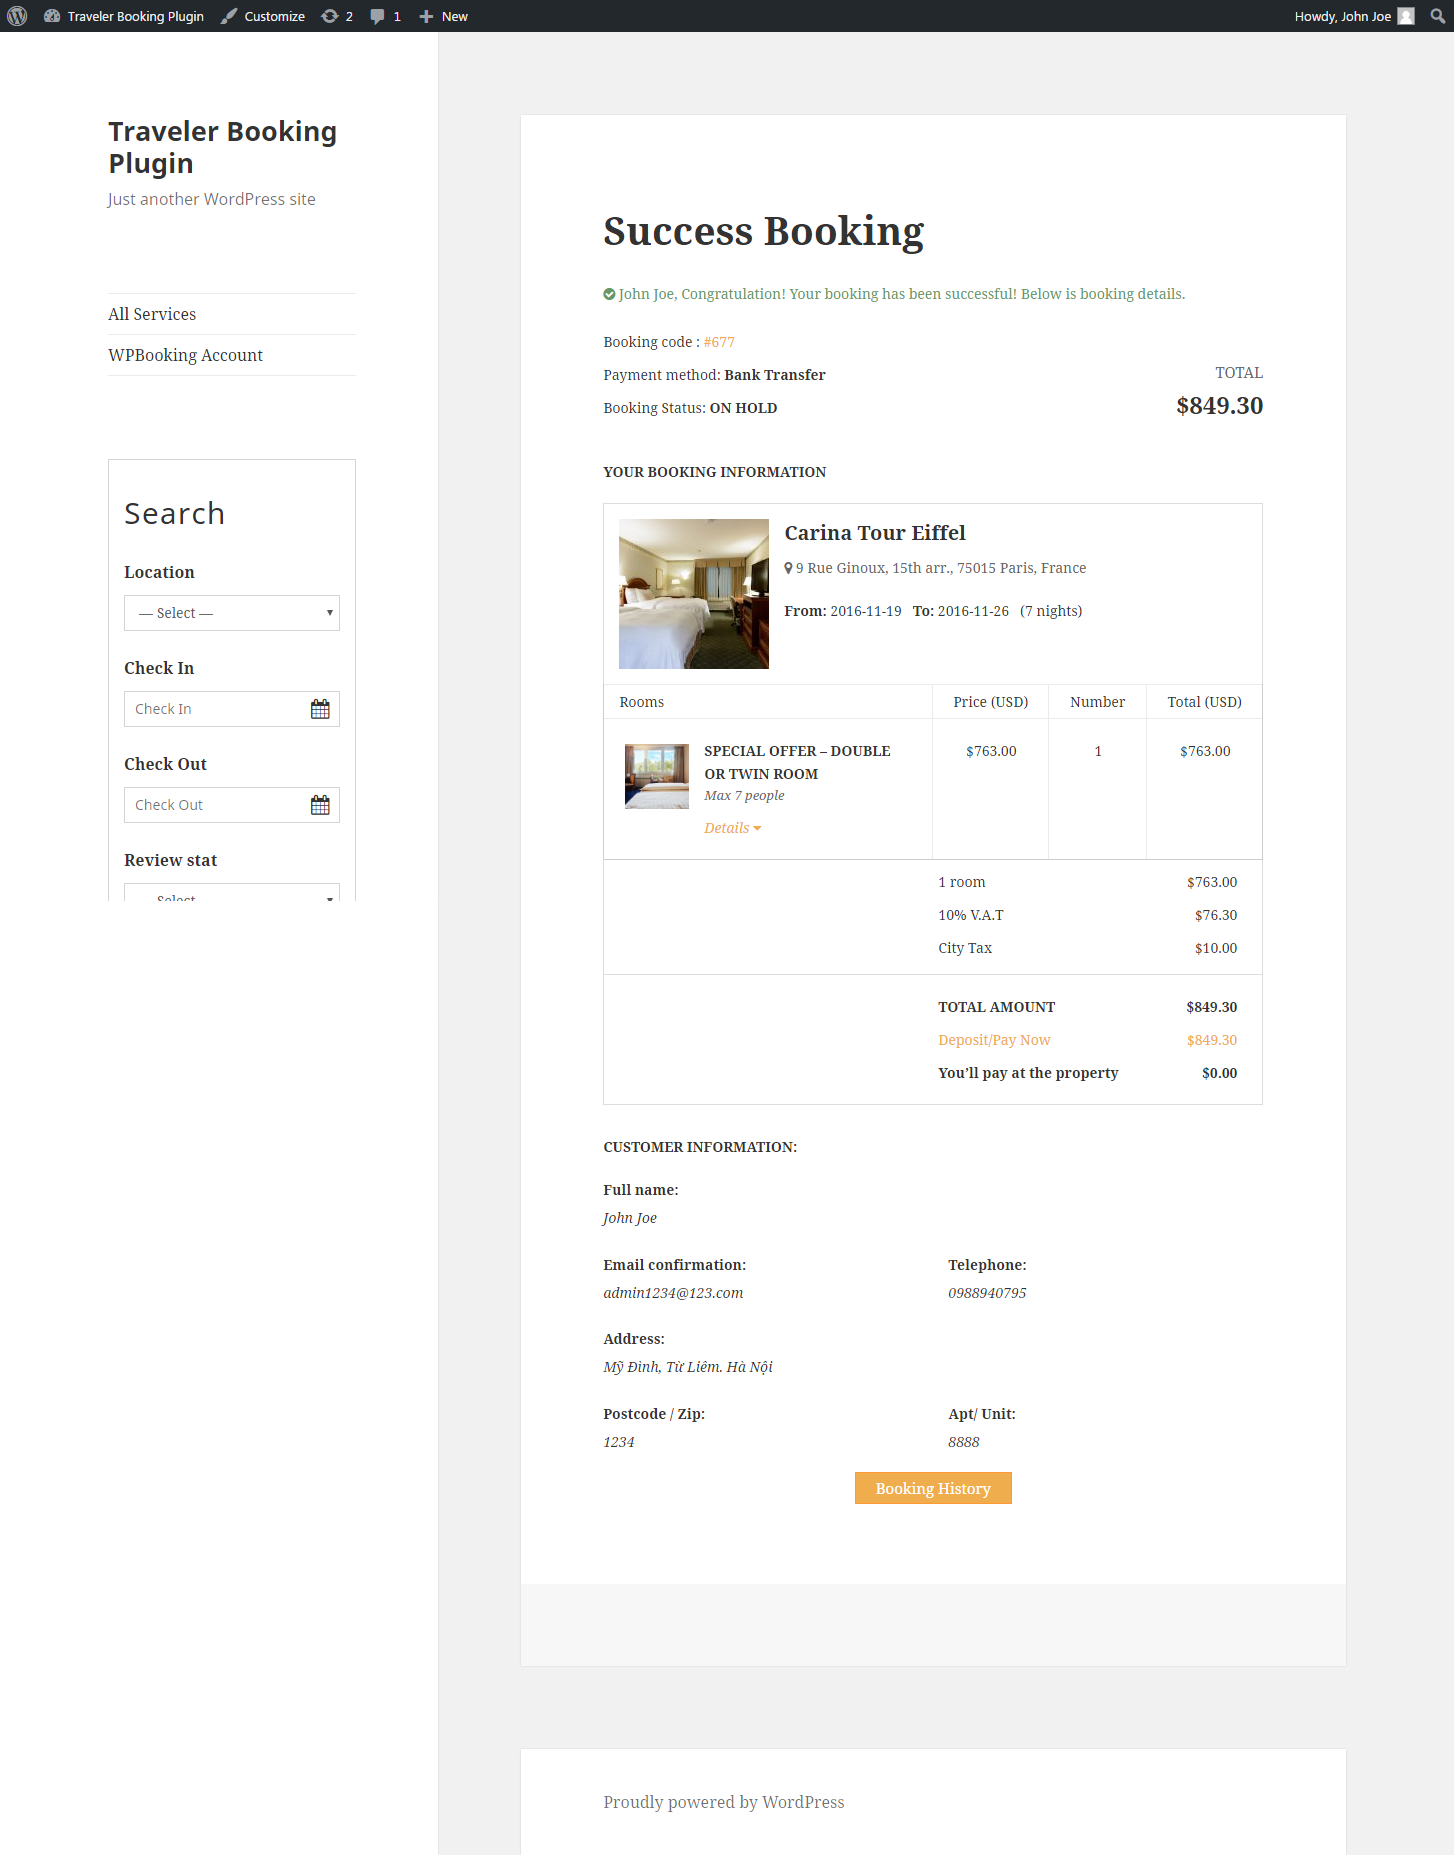 Traveler Booking Plugin Customize 2 1 New Howdy, John Joe
Traveler Booking
Plugin
Just another WordPress site
All Services
WPBooking Account
Search
Location
— Select —
Check In
Check In
Check Out
Check Out
Review stat
— Select —
Success Booking
John Joe, Congratulation! Your booking has been successful! Below is booking details.
Booking code : #677
Payment method: Bank Transfer
Booking Status: ON HOLD
TOTAL
$849.30
YOUR BOOKING INFORMATION
Carina Tour Eiffel
9 Rue Ginoux, 15th arr., 75015 Paris, France
From: 2016-11-19 To: 2016-11-26 (7 nights)
Rooms Price (USD) Number Total (USD)
SPECIAL OFFER – DOUBLE $763.00 1 $763.00
OR TWIN ROOM
Max 7 people
Details
1 room $763.00
10% V.A.T $76.30
City Tax $10.00
TOTAL AMOUNT $849.30
Deposit/Pay Now $849.30
You'll pay at the property $0.00
CUSTOMER INFORMATION:
Full name:
John Joe
Email confirmation: Telephone:
admin1234@123.com 0988940795
Address:
Mỹ Đình, Từ Liêm. Hà Nội
Postcode / Zip: Apt/ Unit:
1234 8888
Booking History
Proudly powered by WordPress